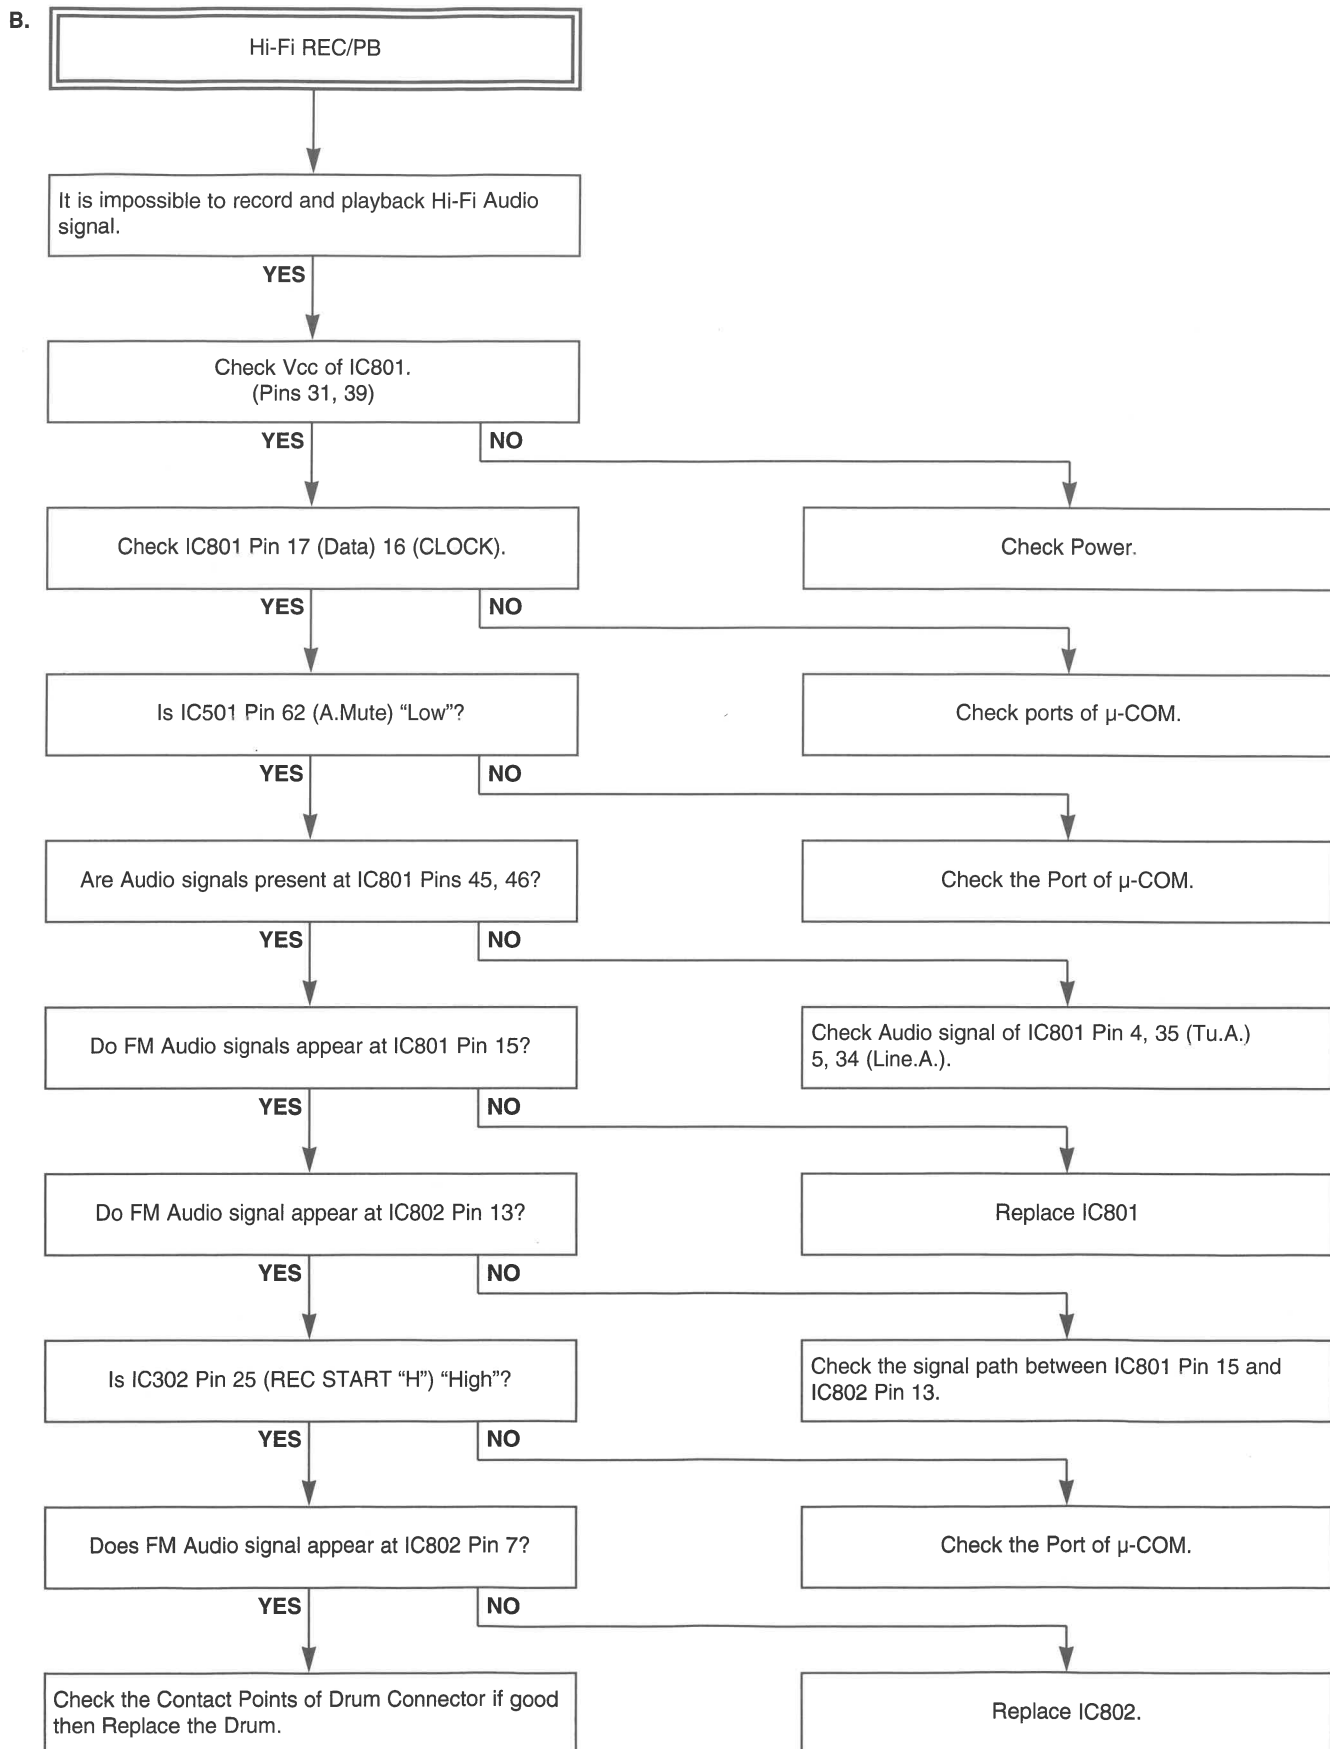 B.
Hi-Fi REC/PB
It is impossible to record and playback Hi-Fi Audio
signal.
YES
Check Vcc of IC801.
(Pins 31, 39)
YES
NO
Check IC801 Pin 17 (Data) 16 (CLOCK).
Check Power.
YES
NO
Is IC501 Pin 62 (A.Mute) “Low”?
Check ports of µ-COM.
YES
NO
Are Audio signals present at IC801 Pins 45, 46?
Check the Port of µ-COM.
YES
NO
Do FM Audio signals appear at IC801 Pin 15?
Check Audio signal of IC801 Pin 4, 35 (Tu.A.)
5, 34 (Line.A.).
YES
NO
Do FM Audio signal appear at IC802 Pin 13?
Replace IC801
YES
NO
Is IC302 Pin 25 (REC START “H”) “High”?
Check the signal path between IC801 Pin 15 and
IC802 Pin 13.
YES
NO
Does FM Audio signal appear at IC802 Pin 7?
Check the Port of µ-COM.
YES
NO
Check the Contact Points of Drum Connector if good
then Replace the Drum.
Replace IC802.